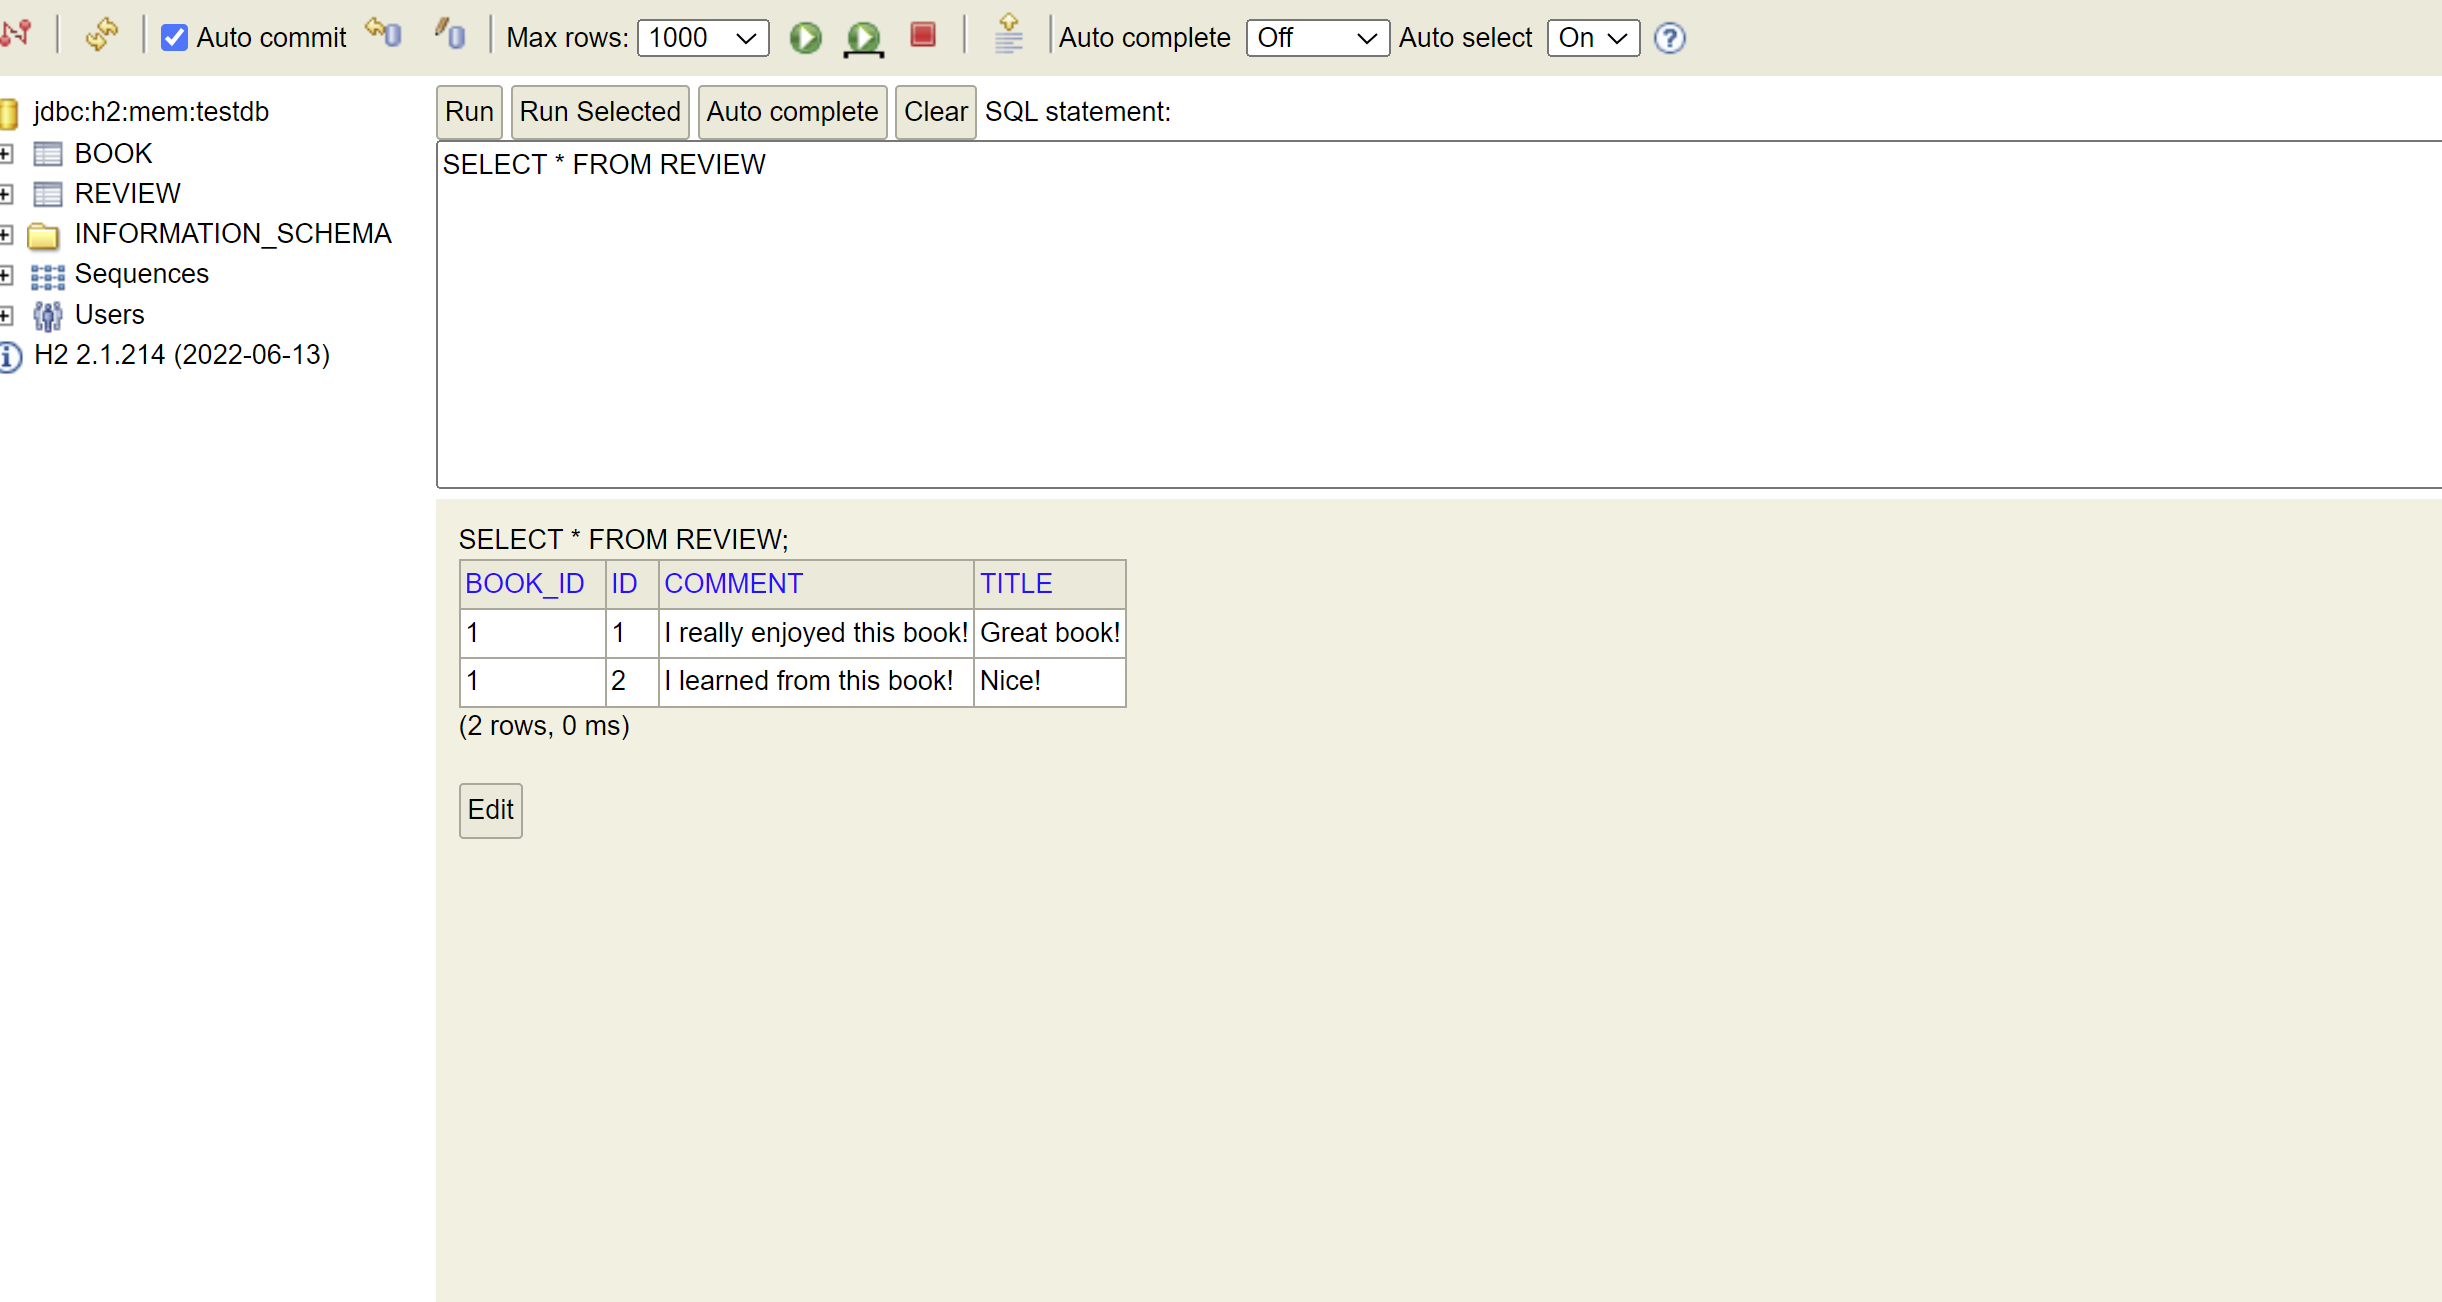 Auto commit Max rows: 1000 Auto complete Off Auto select On ?
jdbc:h2:mem:testdb
BOOK
REVIEW
INFORMATION_SCHEMA
Sequences
Users
H2 2.1.214 (2022-06-13)
Run Run Selected Auto complete Clear SQL statement:
SELECT * FROM REVIEW
SELECT * FROM REVIEW;
BOOK_ID ID COMMENT TITLE
1 1 I really enjoyed this book! Great book!
1 2 I learned from this book! Nice!
(2 rows, 0 ms)
Edit